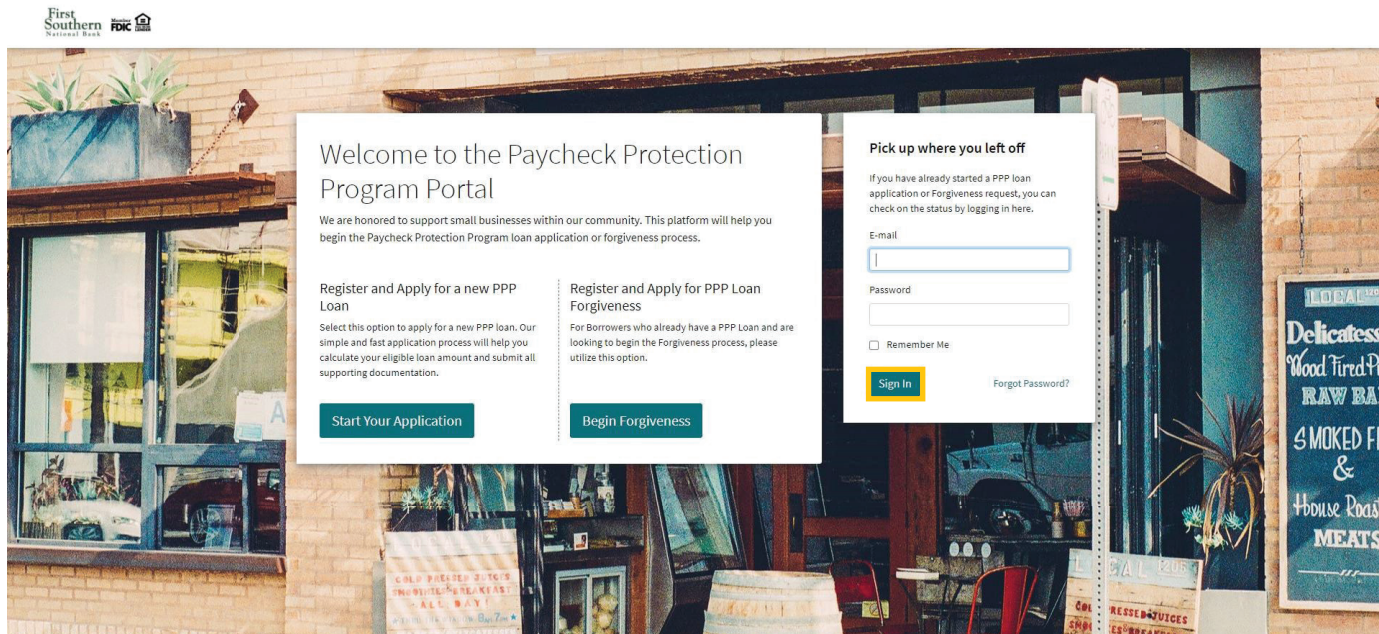 First
Southern
National Bank
Member
FDIC
Welcome to the Paycheck Protection
Program Portal
We are honored to support small businesses within our community. This platform will help you
begin the Paycheck Protection Program loan application or forgiveness process.
Register and Apply for a new PPP
Loan
Select this option to apply for a new PPP loan. Our
simple and fast application process will help you
calculate your eligible loan amount and submit all
supporting documentation.
Start Your Application
Register and Apply for PPP Loan
Forgiveness
For Borrowers who already have a PPP Loan and are
looking to begin the Forgiveness process, please
utilize this option.
Begin Forgiveness
Pick up where you left off
If you have already started a PPP loan
application or Forgiveness request, you can
check on the status by logging in here.
E-mail
Password
Remember Me
Sign In
Forgot Password?
A
LOCAL
Delicatess
Wood Fired
RAW BA
SMOKED
&
House Roast
MEATS
COLD PRESSED JUICES
SMOOTHIES BREAKFAST
ALL DAY!
LOCAL 1205
COLD PRESSED JUICES